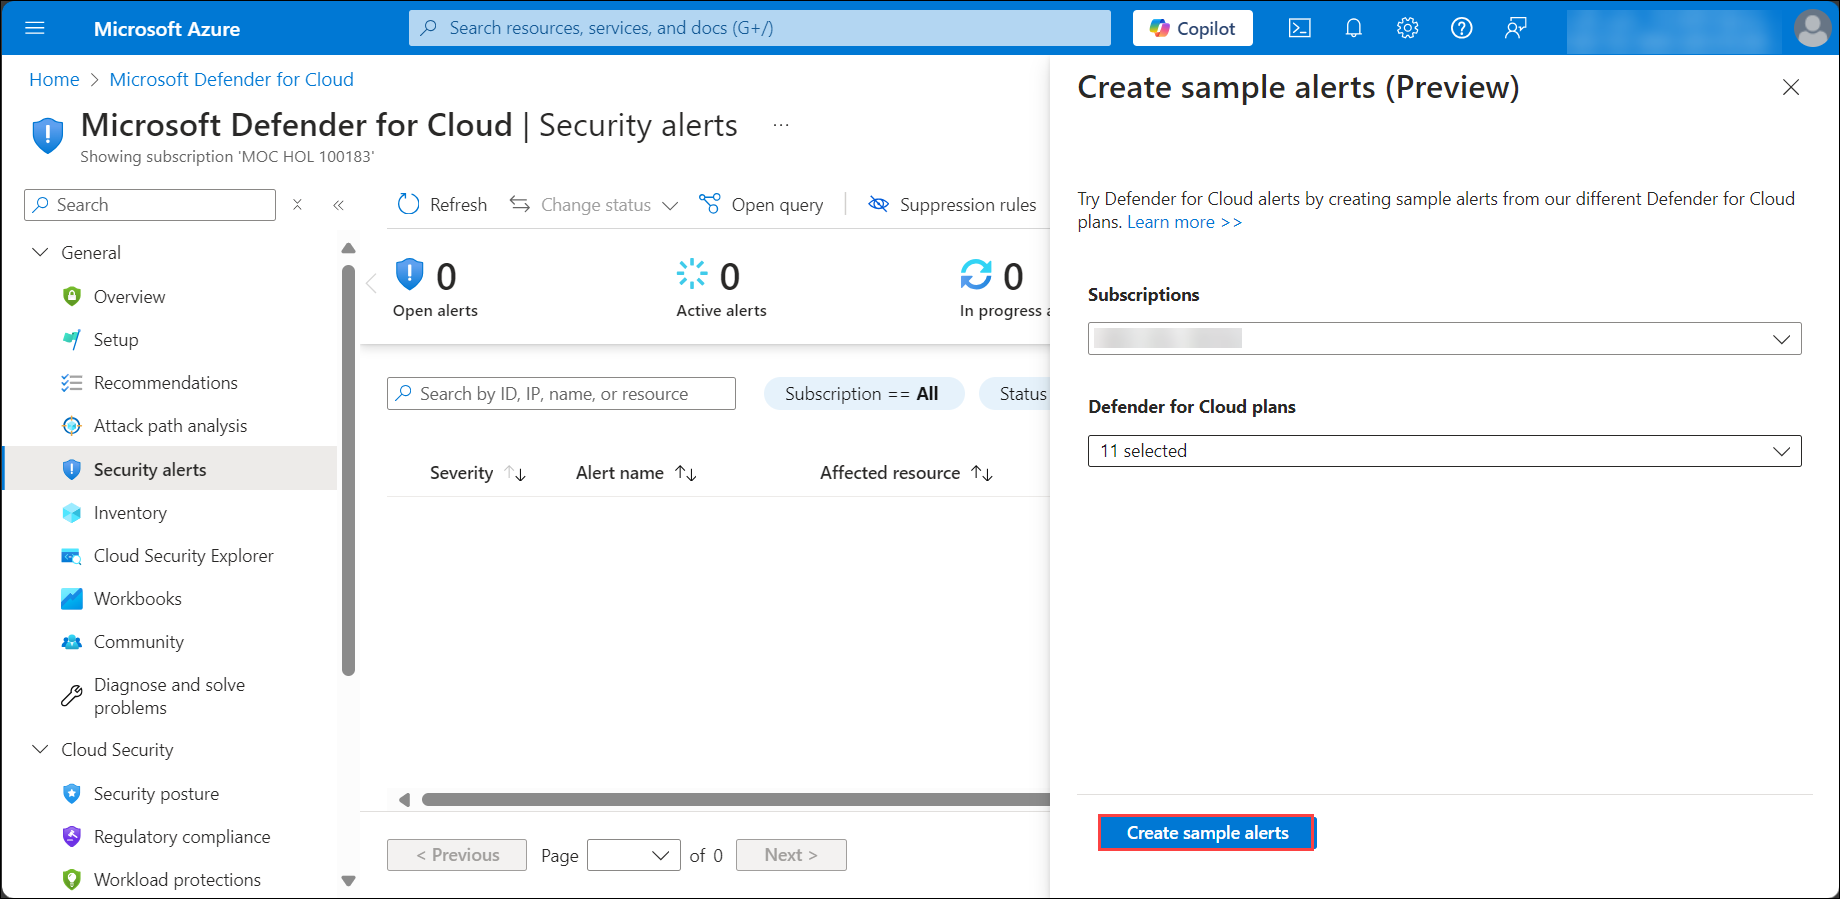 Microsoft Azure
Search resources, services, and docs (G+/)
Copilot
Home > Microsoft Defender for Cloud
Microsoft Defender for Cloud | Security alerts ...
Showing subscription 'MOC HOL 100183'
Search
General
Overview
Setup
Recommendations
Attack path analysis
Security alerts
Inventory
Cloud Security Explorer
Workbooks
Community
Diagnose and solve
problems
Cloud Security
Security posture
Regulatory compliance
Workload protections
Refresh Change status Open query Suppression rules
0 0 0
Open alerts Active alerts In progress a
Search by ID, IP, name, or resource Subscription == All Status
Severity Alert name Affected resource
< Previous Page of 0 Next >
Create sample alerts (Preview)
Try Defender for Cloud alerts by creating sample alerts from our different Defender for Cloud
plans. Learn more >>
Subscriptions
Defender for Cloud plans
11 selected
Create sample alerts